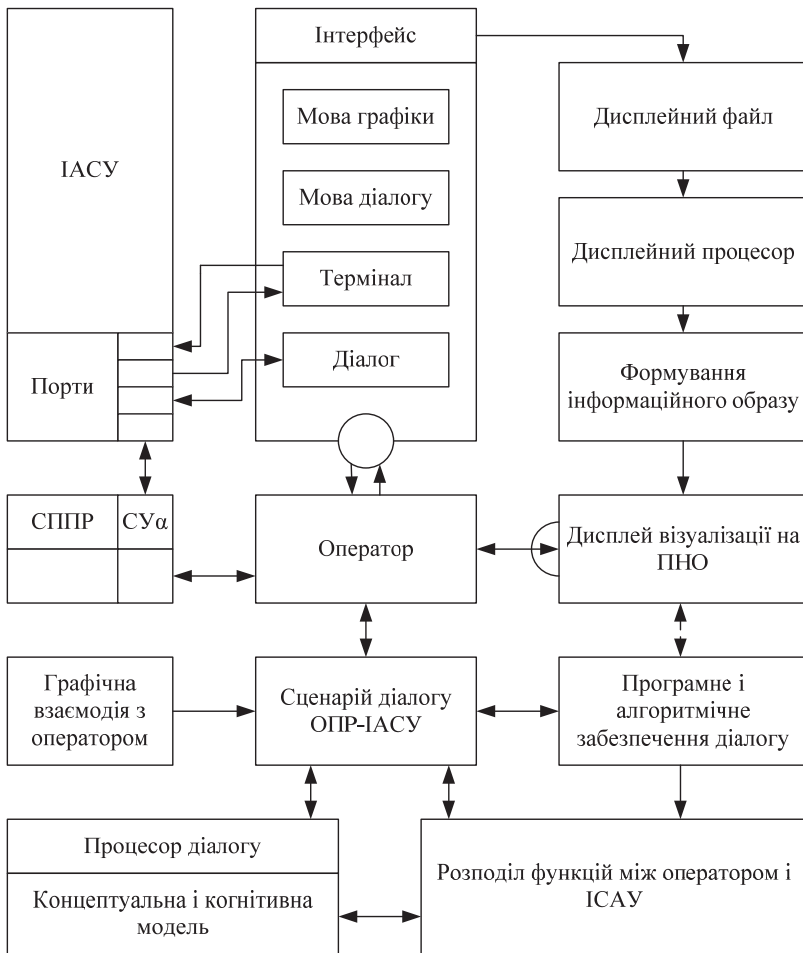 Інтерфейс
ІАСУ
Мова графіки
Мова діалогу
Термінал
Діалог
Порти
Дисплейний файл
Дисплейний процесор
Формування
інформаційного образу
СППР
СУα
Оператор
Дисплей візуалізації на
ПНО
Графічна
взаємодія з
оператором
Сценарій діалогу
ОПР-ІАСУ
Програмне і
алгоритмічне
забезпечення діалогу
Процесор діалогу
Концептуальна і когнітивна
модель
Розподіл функцій між оператором і
ІСАУ